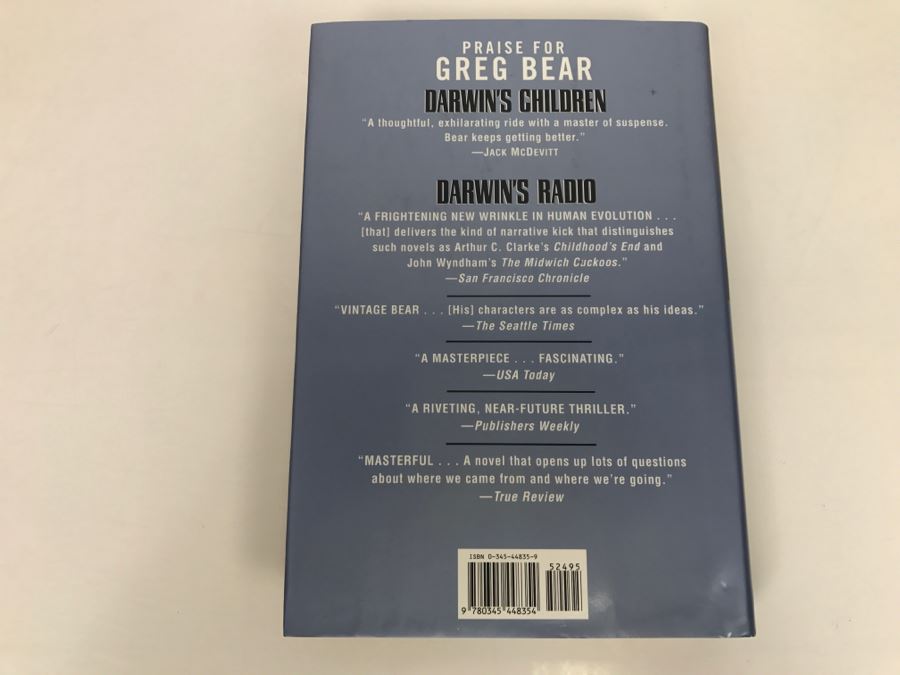 PRAISE FOR
GREG BEAR
DARWIN'S CHILDREN
“A thoughtful, exhilarating ride with a master of suspense.
Bear keeps getting better.”
—JACK MCDEVITT
DARWIN'S RADIO
“A FRIGHTENING NEW WRINKLE IN HUMAN EVOLUTION . . .
[that] delivers the kind of narrative kick that distinguishes
such novels as Arthur C. Clarke's Childhood's End and
John Wyndham's The Midwich Cuckoos.”
—San Francisco Chronicle
“VINTAGE BEAR . . . [His] characters are as complex as his ideas.”
—The Seattle Times
“A MASTERPIECE . . . FASCINATING.”
—USA Today
“A RIVETING, NEAR-FUTURE THRILLER.”
—Publishers Weekly
“MASTERFUL . . . A novel that opens up lots of questions
about where we came from and where we're going.”
—True Review
ISBN 0-345-44835-9
52495
9 780345 448354